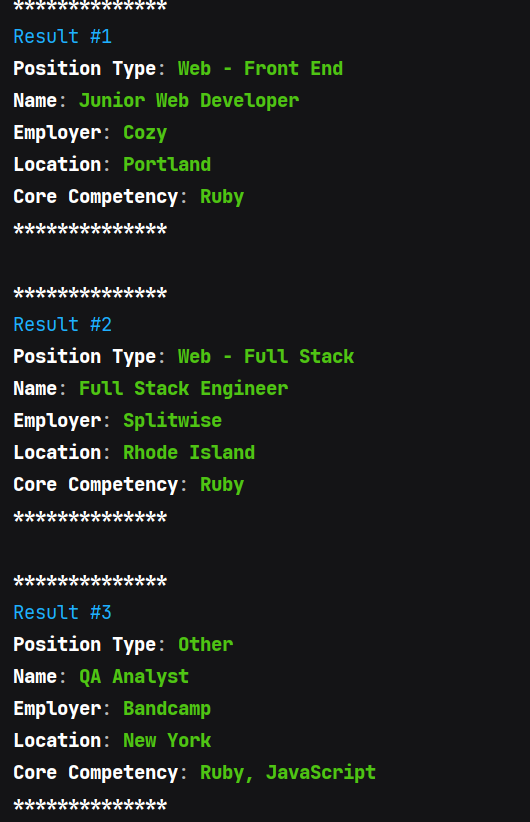 **************
Result #1
Position Type: Web - Front End
Name: Junior Web Developer
Employer: Cozy
Location: Portland
Core Competency: Ruby
**************
**************
Result #2
Position Type: Web - Full Stack
Name: Full Stack Engineer
Employer: Splitwise
Location: Rhode Island
Core Competency: Ruby
**************
**************
Result #3
Position Type: Other
Name: QA Analyst
Employer: Bandcamp
Location: New York
Core Competency: Ruby, JavaScript
**************